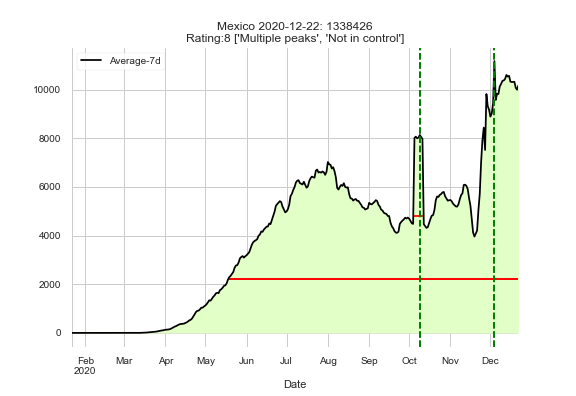 Mexico 2020-12-22: 1338426
Rating:8 ['Multiple peaks', 'Not in control']
Average-7d
10000
8000
6000
4000
2000
0
Feb Mar Apr May Jun Jul Aug Sep Oct Nov Dec
2020
Date